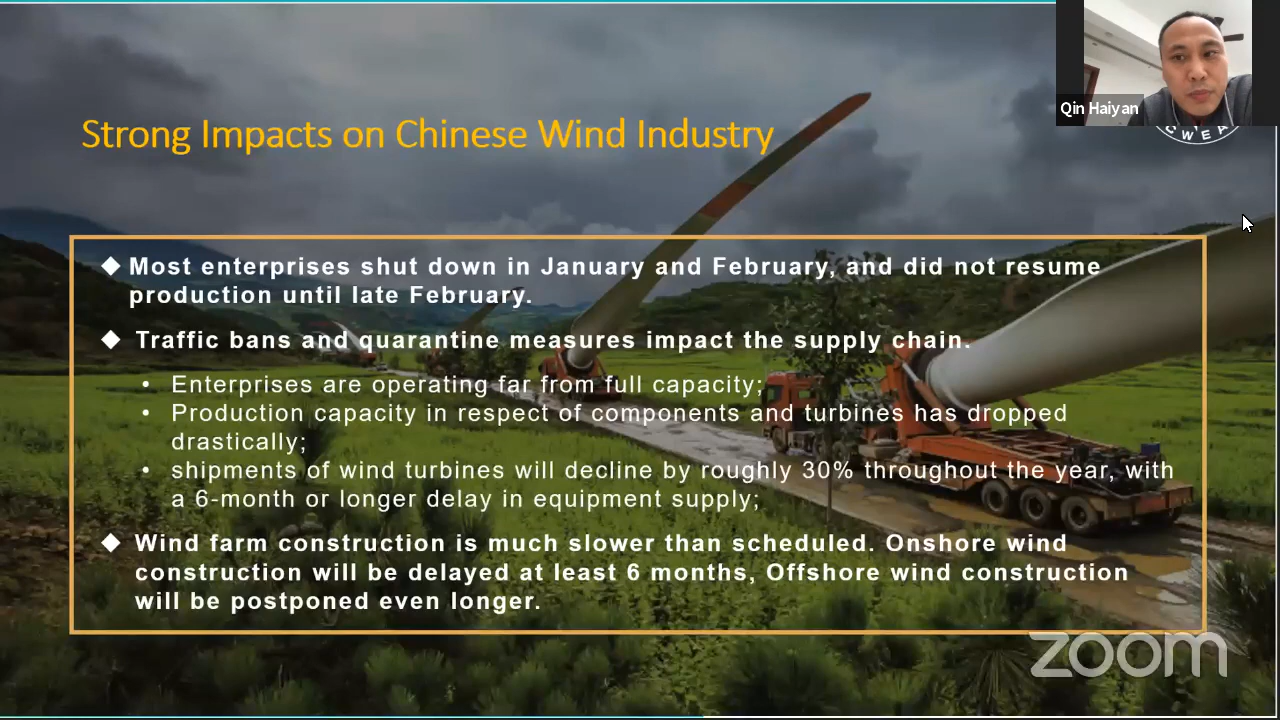 Qin Haiyan
CWEA
Strong Impacts on Chinese Wind Industry
◆ Most enterprises shut down in January and February, and did not resume
production until late February.
◆ Traffic bans and quarantine measures impact the supply chain.
• Enterprises are operating far from full capacity;
• Production capacity in respect of components and turbines has dropped
drastically;
• shipments of wind turbines will decline by roughly 30% throughout the year, with
a 6-month or longer delay in equipment supply;
◆ Wind farm construction is much slower than scheduled. Onshore wind
construction will be delayed at least 6 months, Offshore wind construction
will be postponed even longer.
zoom